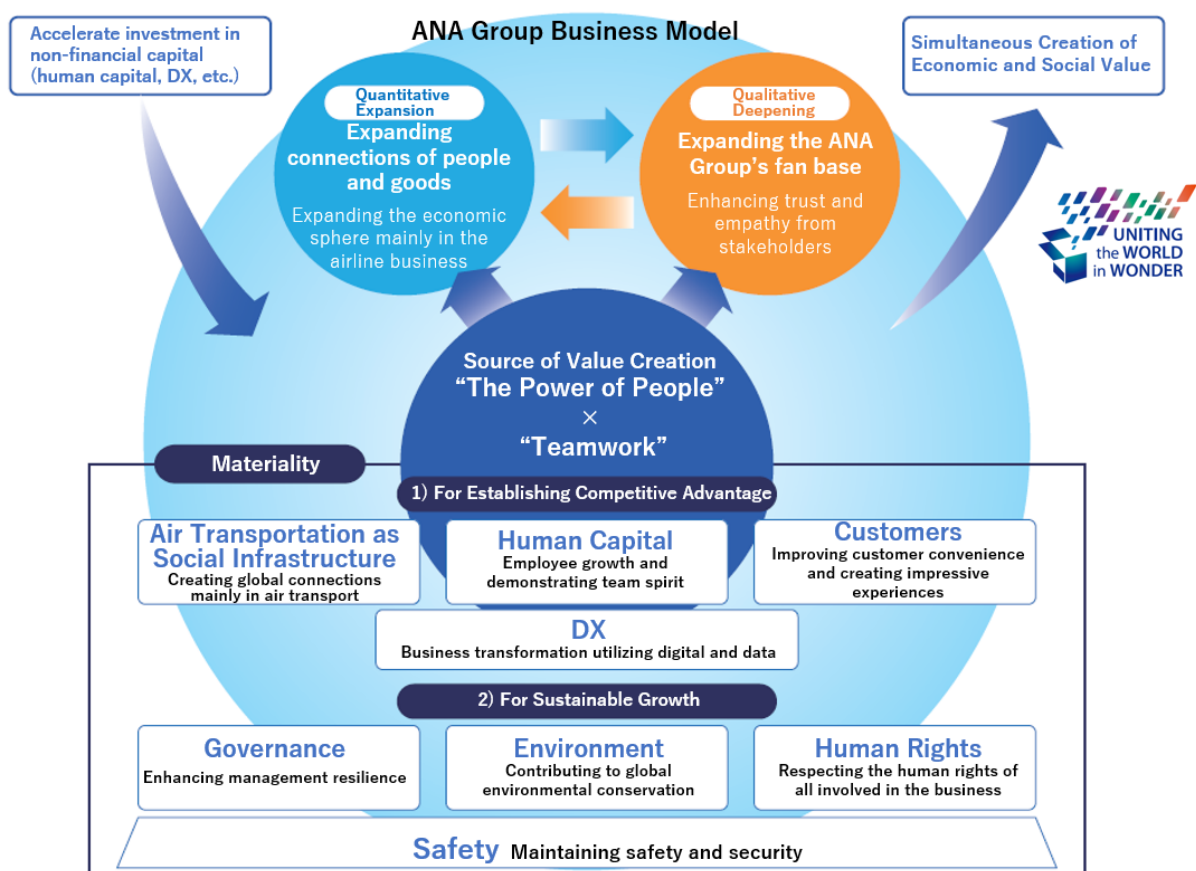 ANA Group Business Model
Accelerate investment in
non-financial capital
(human capital, DX, etc.)
Simultaneous Creation of
Economic and Social Value
Quantitative
Expansion
Expanding
connections of people
and goods
Expanding the economic
sphere mainly in the
airline business
Qualitative
Deepening
Expanding the ANA
Group’s fan base
Enhancing trust and
empathy from
stakeholders
UNITING
the WORLD
in WONDER
Source of Value Creation
“The Power of People”
×
“Teamwork”
Materiality
1) For Establishing Competitive Advantage
Air Transportation as
Social Infrastructure
Creating global connections
mainly in air transport
Human Capital
Employee growth and
demonstrating team spirit
Customers
Improving customer convenience
and creating impressive
experiences
DX
Business transformation utilizing digital and data
2) For Sustainable Growth
Governance
Enhancing management resilience
Environment
Contributing to global
environmental conservation
Human Rights
Respecting the human rights of
all involved in the business
Safety Maintaining safety and security